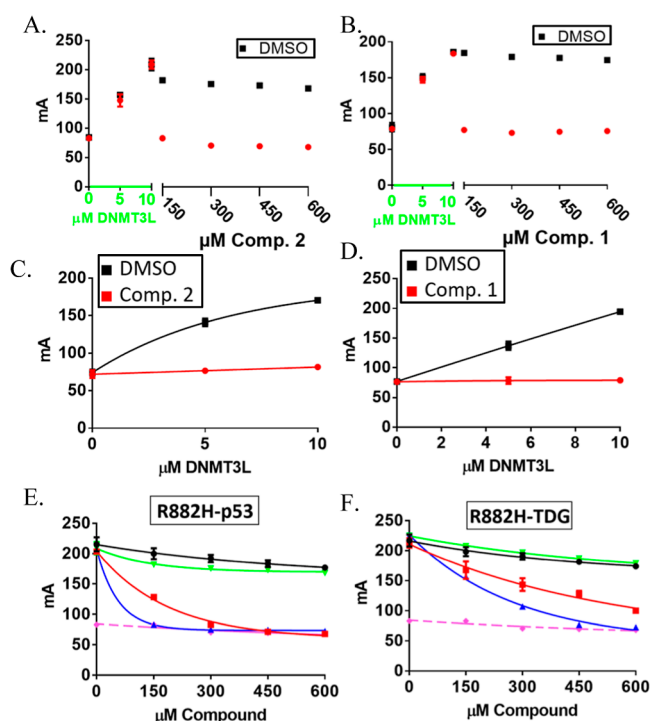 A.
DMSO
mA
200
150
100
50
0
0 5 10
150 300 450 600
μM DNMT3L
μM Comp. 2
B.
DMSO
mA
200
150
100
50
0
0 5 10
150 300 450 600
μM DNMT3L
μM Comp. 1
C.
DMSO
Comp. 2
mA
200
150
100
50
0
0 5 10
μM DNMT3L
D.
DMSO
Comp. 1
mA
250
200
150
100
50
0
0 2 4 6 8 10
μM DNMT3L
E.
R882H-p53
mA
250
200
150
100
50
0
0 150 300 450 600
μM Compound
F.
R882H-TDG
mA
250
200
150
100
50
0
0 150 300 450 600
μM Compound